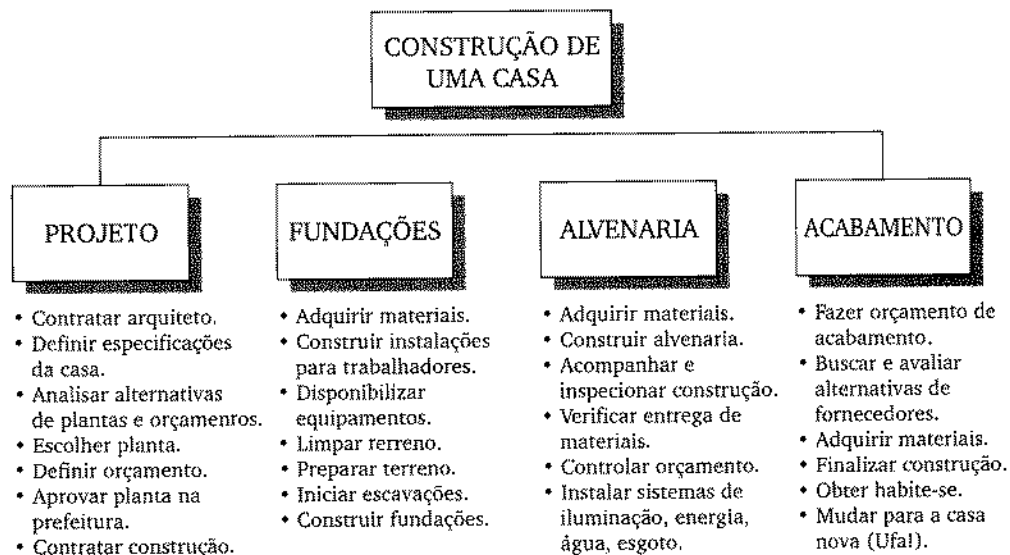 CONSTRUÇÃO DE
UMA CASA
PROJETO
• Contratar arquiteto.
• Definir especificações
da casa.
• Analisar alternativas
de plantas e orçamenros.
• Escolher planta.
• Definir orçamento.
• Aprovar planta na
prefeitura.
• Contratar construção.
FUNDAÇÕES
• Adquirir materiais.
• Construir instalações
para trabalhadores.
• Disponibilizar
equipamentos.
• Limpar rerreno.
• Preparar terreno.
• Iniciar escavações.
• Construir fundações.
ALVENARIA
• Adquirir materiais.
• Construir alvenaria.
• Acompanhar e
inspecionar construção.
• Verificar entrega de
materiais.
• Controlar orçamento.
• Instalar sistemas de
iluminação, energia,
água, esgoto.
ACABAMENTO
• Fazer orçamento de
acabamento.
• Buscar e avaliar
alternativas de
fornecedores.
• Adquirir materiais.
• Finalizar construção.
• Obter habite-se.
• Mudar para a casa
nova (Ufa!).